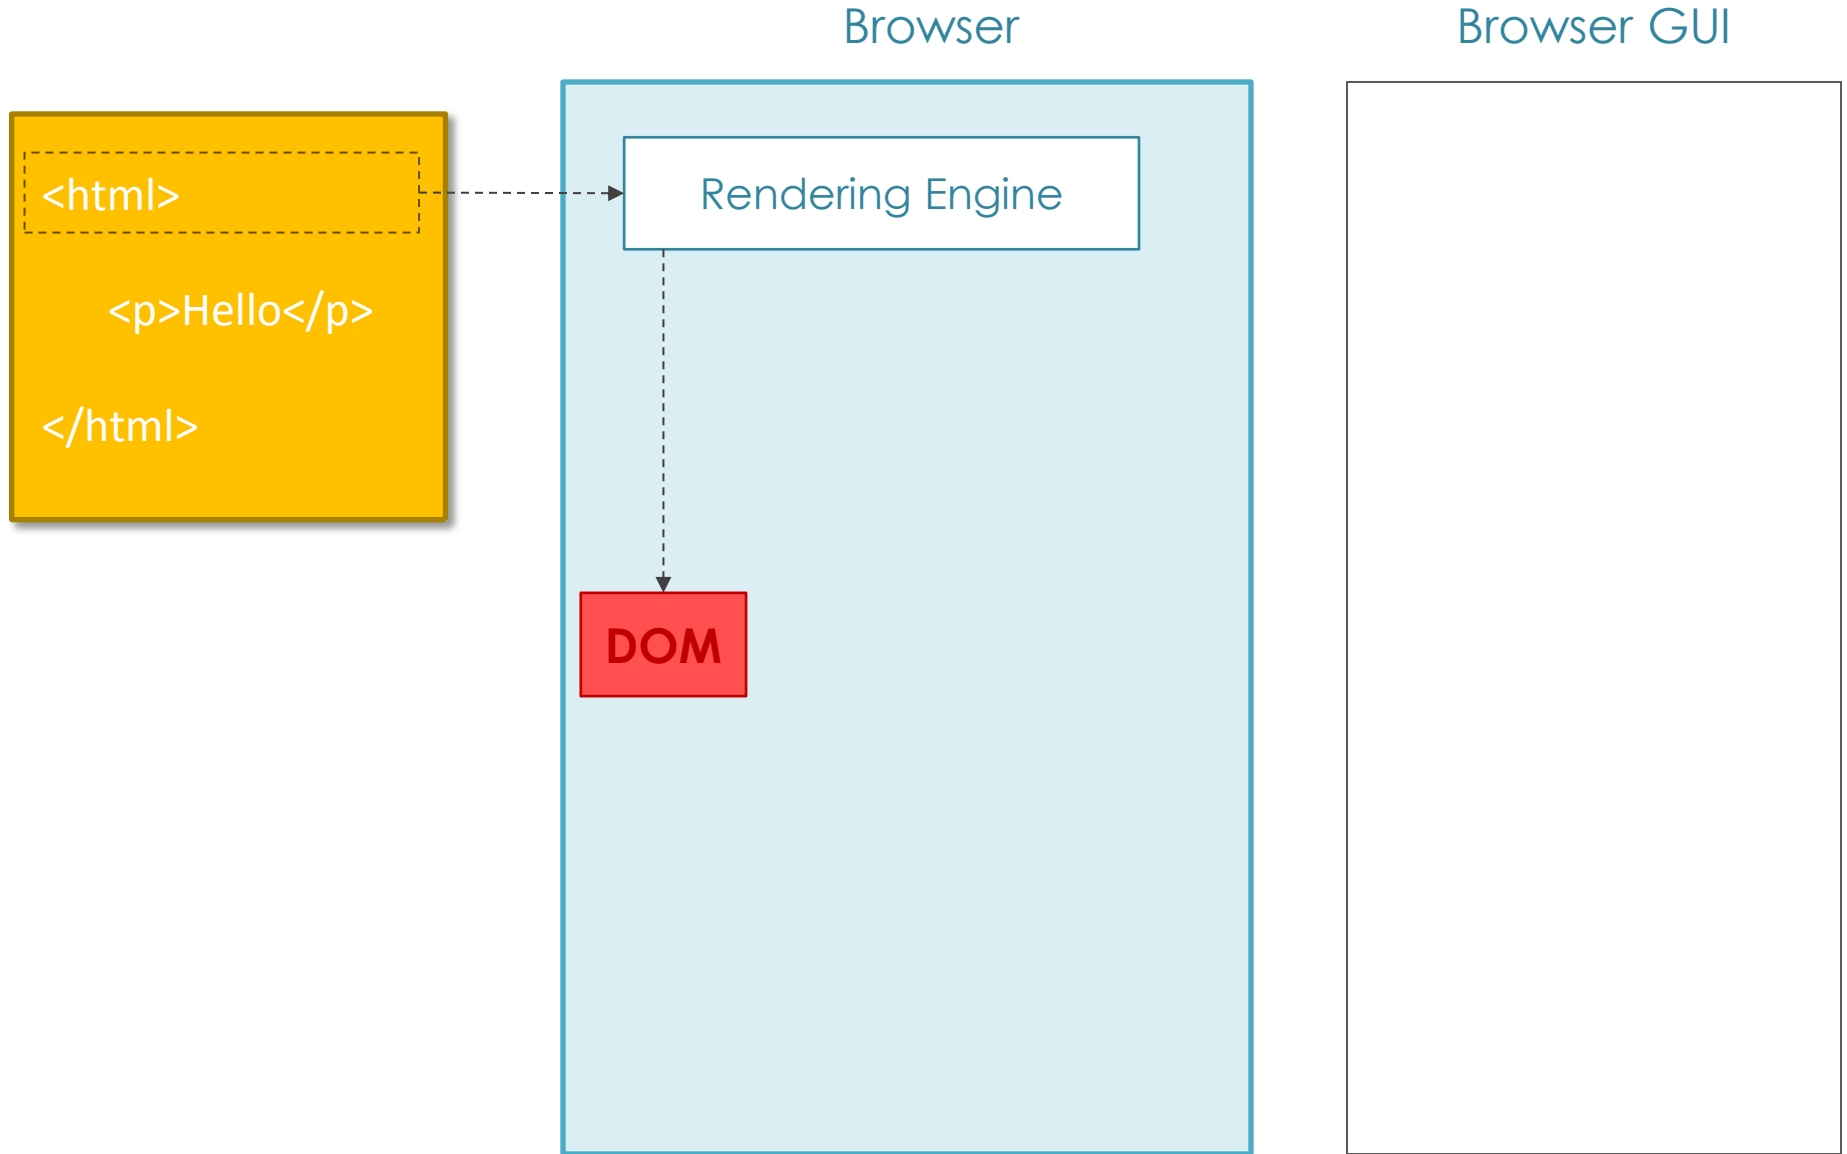 Browser
Browser GUI
<html>
<p>Hello</p>
</html>
Rendering Engine
DOM